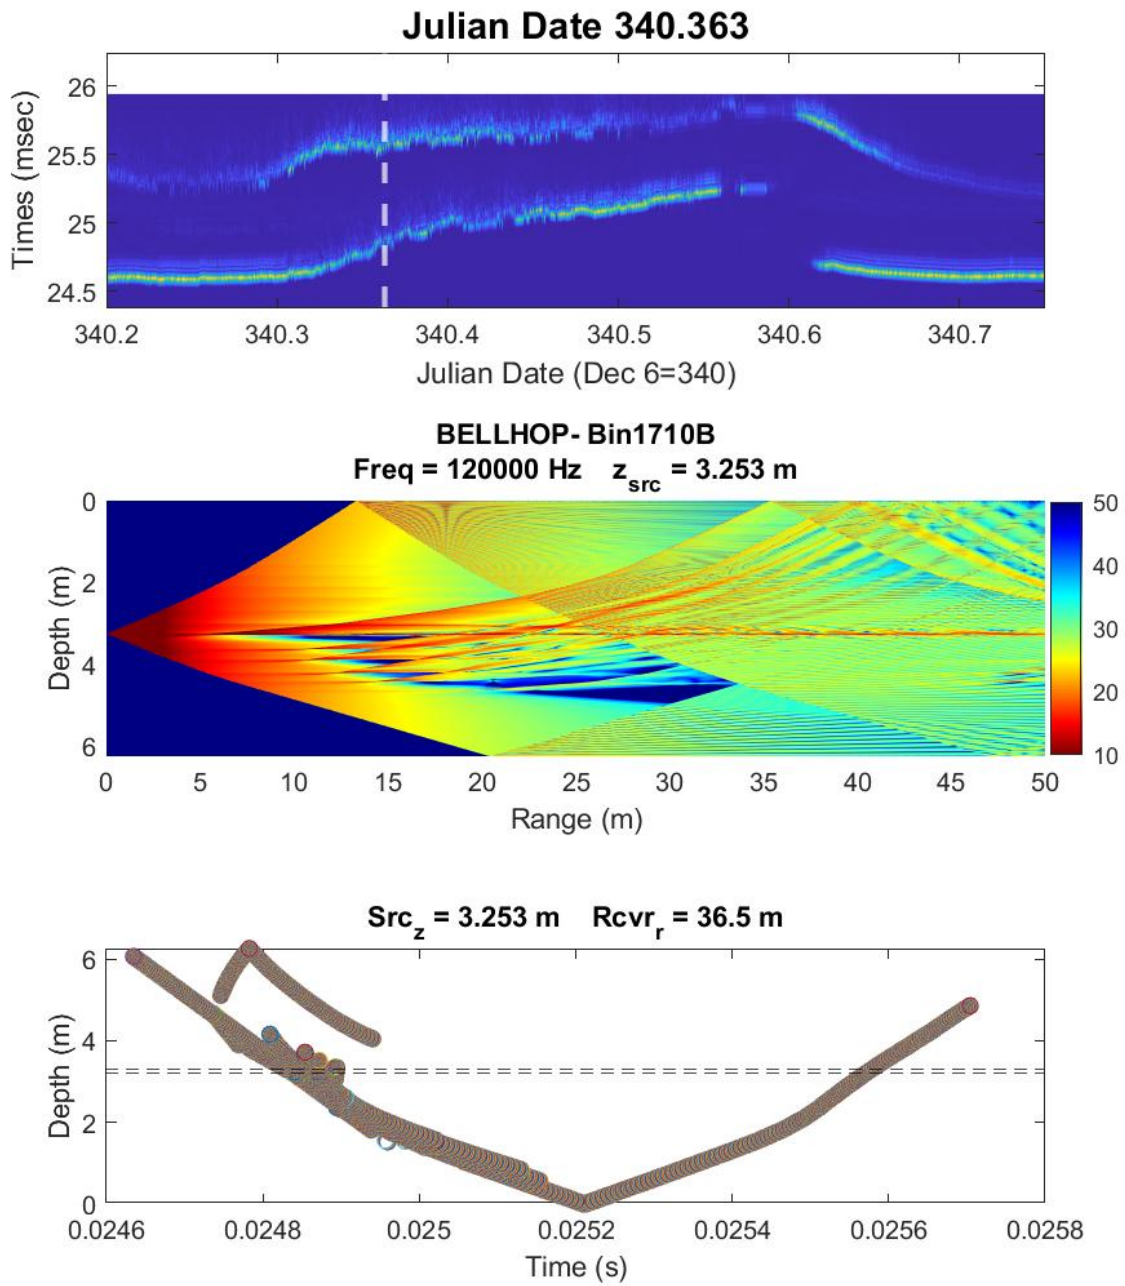 Julian Date 340.363
Times (msec)
26
25.5
25
24.5
340.2 340.3 340.4 340.5 340.6 340.7
Julian Date (Dec 6=340)
BELLHOP- Bin1710B
Freq = 120000 Hz z_src = 3.253 m
Depth (m)
0
2
4
6
0 5 10 15 20 25 30 35 40 45 50
Range (m)
50
40
30
20
10
Src_z = 3.253 m Rcvr_r = 36.5 m
Depth (m)
6
4
2
0
0.0246 0.0248 0.025 0.0252 0.0254 0.0256 0.0258
Time (s)